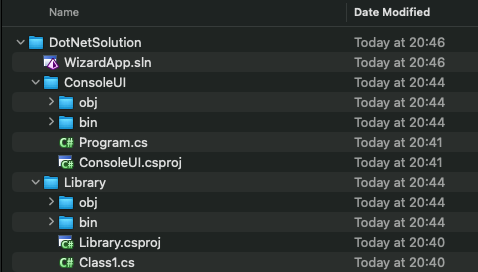 Name Date Modified
DotNetSolution Today at 20:46
WizardApp.sln Today at 20:46
ConsoleUI Today at 20:44
obj Today at 20:44
bin Today at 20:44
C# Program.cs Today at 20:41
C# ConsoleUI.csproj Today at 20:41
Library Today at 20:44
obj Today at 20:44
bin Today at 20:44
C# Library.csproj Today at 20:40
C# Class1.cs Today at 20:40